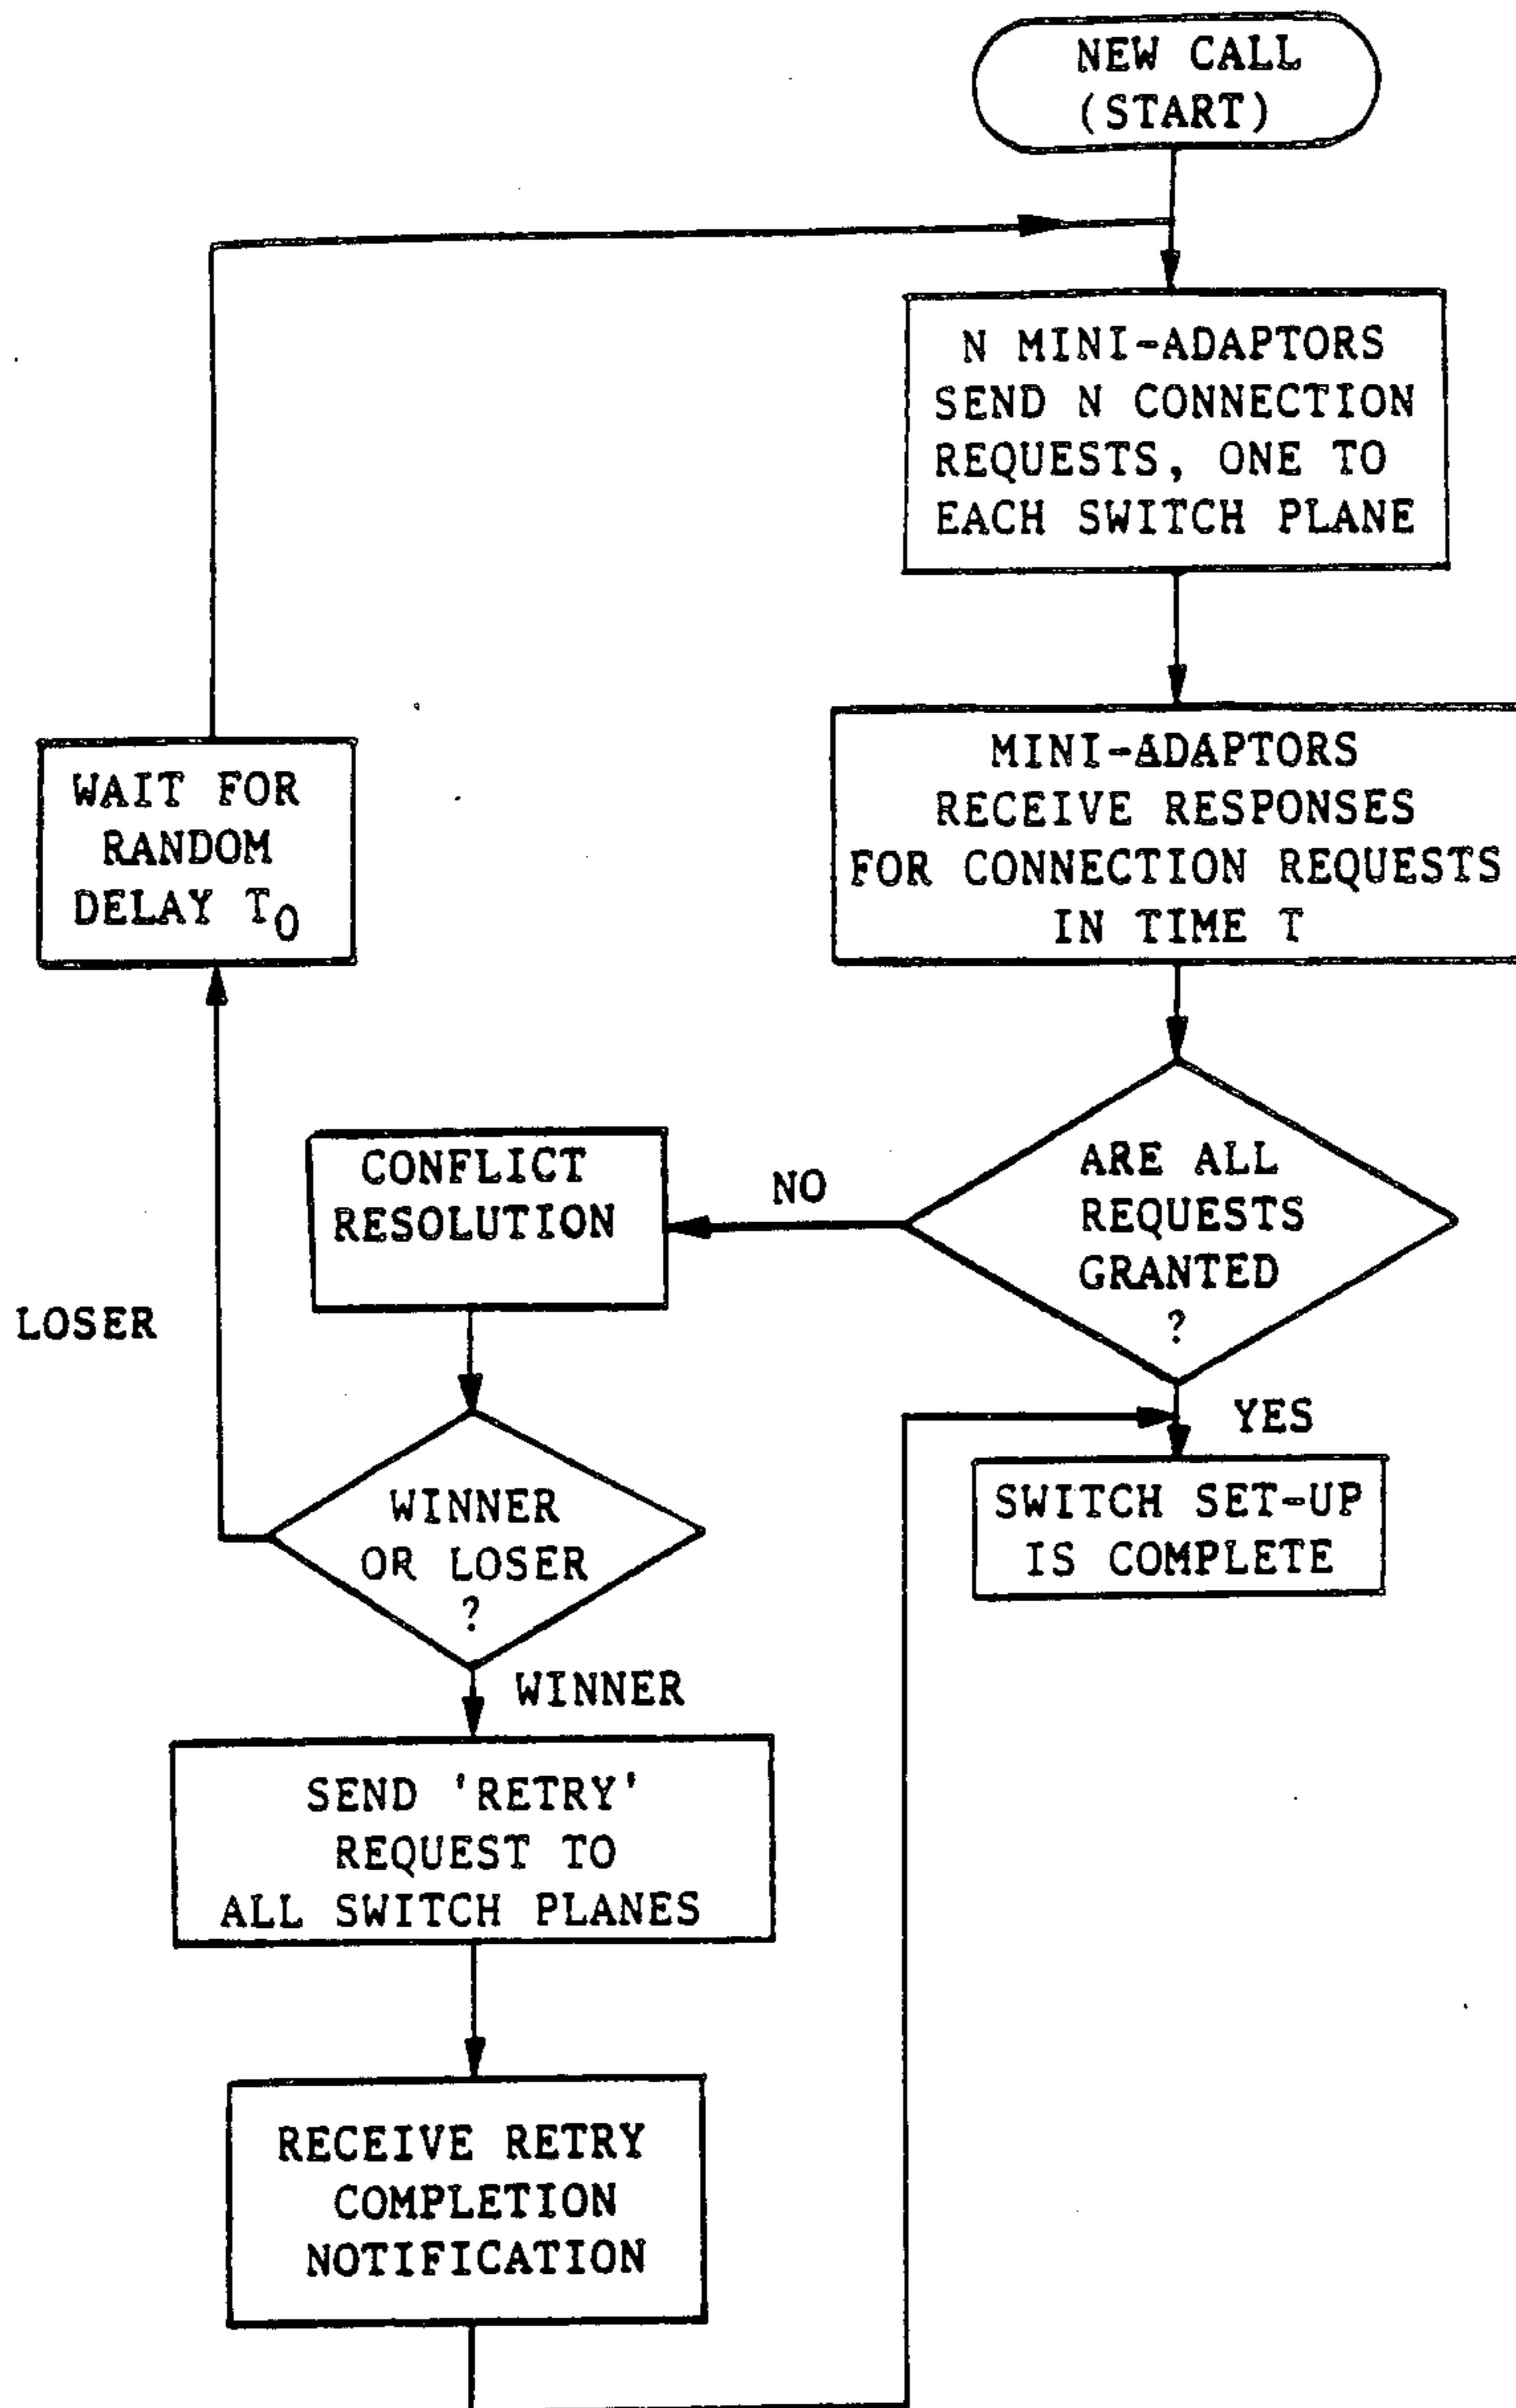 NEW CALL
(START)
N MINI-ADAPTORS
SEND N CONNECTION
REQUESTS, ONE TO
EACH SWITCH PLANE
MINI-ADAPTORS
RECEIVE RESPONSES
FOR CONNECTION REQUESTS
IN TIME T
ARE ALL
REQUESTS
GRANTED
?
YES
SWITCH SET-UP
IS COMPLETE
NO
CONFLICT
RESOLUTION
WINNER
OR LOSER
?
LOSER
WAIT FOR
RANDOM
DELAY T0
WINNER
SEND 'RETRY'
REQUEST TO
ALL SWITCH PLANES
RECEIVE RETRY
COMPLETION
NOTIFICATION